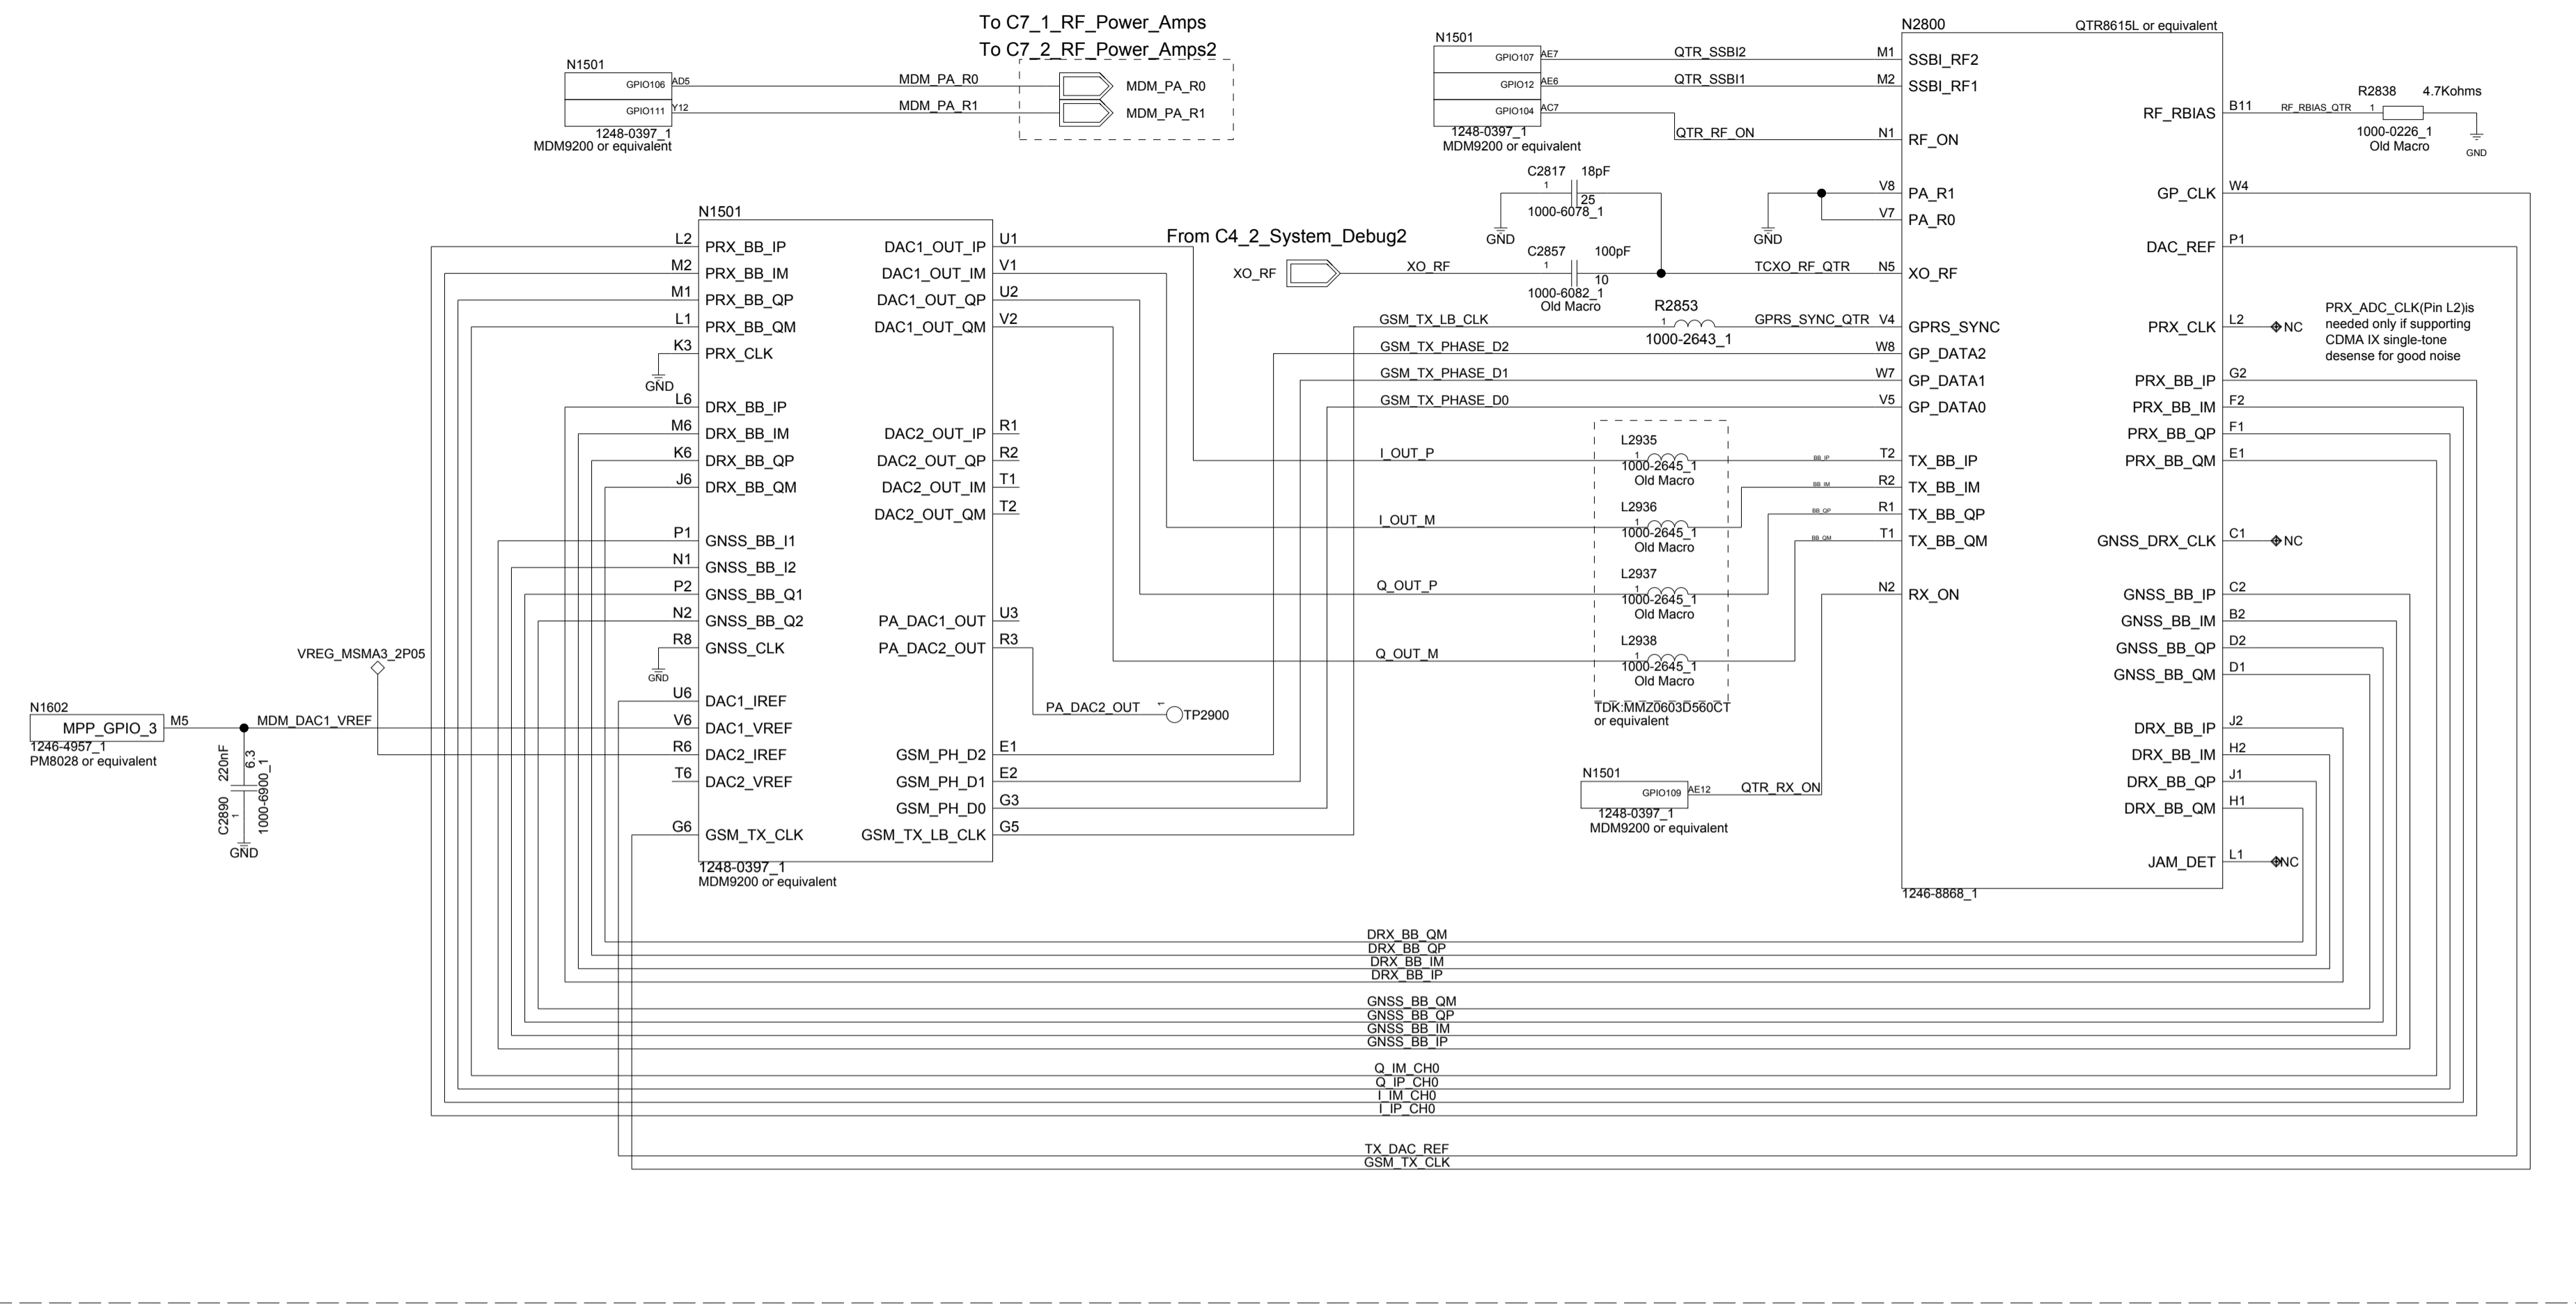 To C7_1_RF_Power_Amps
To C7_2_RF_Power_Amps2
N1501
GPIO106 AD5 MDM_PA_R0 MDM_PA_R0
GPIO111 Y12 MDM_PA_R1 MDM_PA_R1
1248-0397_1
MDM9200 or equivalent
N1501
GPIO107 AE7 QTR_SSBI2 M1
GPIO12 AE6 QTR_SSBI1 M2
GPIO104 AC7 QTR_RF_ON N1
1248-0397_1
MDM9200 or equivalent
C2817 18pF
1
25
1000-6078_1
GND
GND
From C4_2_System_Debug2
C2857 100pF
XO_RF XO_RF 1 TCXO_RF_QTR N5
10
1000-6082_1
Old Macro
R2853
GSM_TX_LB_CLK 1 GPRS_SYNC_QTR V4
1000-2643_1
GSM_TX_PHASE_D2 W8
GSM_TX_PHASE_D1 W7
GSM_TX_PHASE_D0 V5
L2935
I_OUT_P 1 BB_IP T2
1000-2645_1
Old Macro
L2936
I_OUT_M 1 BB_IM R2
1000-2645_1
Old Macro
L2937
Q_OUT_P 1 BB_QP R1
1000-2645_1
Old Macro
L2938
Q_OUT_M 1 BB_QM T1
1000-2645_1
Old Macro
TDK:MMZ0603D560CT
or equivalent
N1501
GPIO109 AE12 QTR_RX_ON N2
1248-0397_1
MDM9200 or equivalent
N2800 QTR8615L or equivalent
SSBI_RF2
SSBI_RF1
RF_ON
V8 PA_R1
V7 PA_R0
XO_RF
GPRS_SYNC
GP_DATA2
GP_DATA1
GP_DATA0
TX_BB_IP
TX_BB_IM
TX_BB_QP
TX_BB_QM
RX_ON
RF_RBIAS B11 RF_RBIAS_QTR 1
R2838 4.7Kohms
1000-0226_1
Old Macro
GND
GP_CLK W4
DAC_REF P1
PRX_CLK L2 NC
PRX_ADC_CLK(Pin L2)is
needed only if supporting
CDMA IX single-tone
desense for good noise
PRX_BB_IP G2
PRX_BB_IM F2
PRX_BB_QP F1
PRX_BB_QM E1
GNSS_DRX_CLK C1 NC
GNSS_BB_IP C2
GNSS_BB_IM B2
GNSS_BB_QP D2
GNSS_BB_QM D1
DRX_BB_IP J2
DRX_BB_IM H2
DRX_BB_QP J1
DRX_BB_QM H1
JAM_DET L1 NC
1246-8868_1
N1501
L2 PRX_BB_IP DAC1_OUT_IP U1
M2 PRX_BB_IM DAC1_OUT_IM V1
M1 PRX_BB_QP DAC1_OUT_QP U2
L1 PRX_BB_QM DAC1_OUT_QM V2
K3 PRX_CLK
GND
L6 DRX_BB_IP
M6 DRX_BB_IM DAC2_OUT_IP R1
K6 DRX_BB_QP DAC2_OUT_QP R2
J6 DRX_BB_QM DAC2_OUT_IM T1
DAC2_OUT_QM T2
P1 GNSS_BB_I1
N1 GNSS_BB_I2
P2 GNSS_BB_Q1
N2 GNSS_BB_Q2 PA_DAC1_OUT U3
R8 GNSS_CLK PA_DAC2_OUT R3
GND
U6 DAC1_IREF
PA_DAC2_OUT 1 TP2900
V6 DAC1_VREF
R6 DAC2_IREF GSM_PH_D2 E1
T6 DAC2_VREF GSM_PH_D1 E2
GSM_PH_D0 G3
G6 GSM_TX_CLK GSM_TX_LB_CLK G5
1248-0397_1
MDM9200 or equivalent
VREG_MSMA3_2P05
N1602
MPP_GPIO_3 M5 MDM_DAC1_VREF
1246-4957_1
PM8028 or equivalent
C2890 220nF
1 6.3
1000-6900_1
GND
DRX_BB_QM
DRX_BB_QP
DRX_BB_IM
DRX_BB_IP
GNSS_BB_QM
GNSS_BB_QP
GNSS_BB_IM
GNSS_BB_IP
Q_IM_CH0
Q_IP_CH0
I_IM_CH0
I_IP_CH0
TX_DAC_REF
GSM_TX_CLK